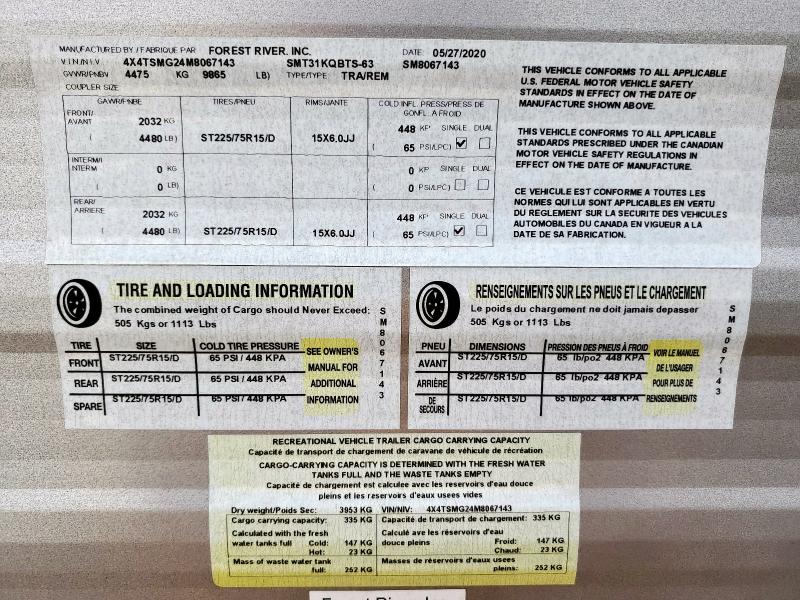 MANUFACTURED BY / FABRIQUE PAR FOREST RIVER. INC. DATE: 05/27/2020
V.I.N/N.I.V 4X4TSMG24M8067143 SMT31KQBTS-63 SM8067143
GVWR/PNBV 4475 KG 9865 LB) TYPE/TYPE TRA/REM
COUPLER SIZE
GAWR/PNBE TIRES/PNEU RIMS/JANTE COLD INFL. PRESS/PRESS DE GONFL. A FROID
FRONT/ AVANT 2032 KG 448 KP' SINGLE DUAL
( 4480 LB) ST225/75R15/D 15X6.0JJ ( 65 PSI/LPC)
INTERM/ INTERM 0 KG 0 KP' SINGLE DUAL
( 0 LB) ( 0 PSI/LPC)
REAR/ ARRIERE 2032 KG 448 KP' SINGLE DUAL
( 4480 LB) ST225/75R15/D 15X6.0JJ ( 65 PSI/LPC)
THIS VEHICLE CONFORMS TO ALL APPLICABLE
U.S. FEDERAL MOTOR VEHICLE SAFETY
STANDARDS IN EFFECT ON THE DATE OF
MANUFACTURE SHOWN ABOVE.
THIS VEHICLE CONFORMS TO ALL APPLICABLE
STANDARDS PRESCRIBED UNDER THE CANADIAN
MOTOR VEHICLE SAFETY REGULATIONS IN
EFFECT ON THE DATE OF MANUFACTURE.
CE VEHICULE EST CONFORME A TOUTES LES
NORMES QUI LUI SONT APPLICABLES EN VERTU
DU REGLEMENT SUR LA SECURITE DES VEHICULES
AUTOMOBILES DU CANADA EN VIGUEUR A LA
DATE DE SA FABRICATION.
TIRE AND LOADING INFORMATION
The combined weight of Cargo should Never Exceed:
505 Kgs or 1113 Lbs
TIRE SIZE COLD TIRE PRESSURE
FRONT ST225/75R15/D 65 PSI / 448 KPA
REAR ST225/75R15/D 65 PSI / 448 KPA
SPARE ST225/75R15/D 65 PSI / 448 KPA
SEE OWNER'S
MANUAL FOR
ADDITIONAL
INFORMATION
SM8067143
RENSEIGNEMENTS SUR LES PNEUS ET LE CHARGEMENT
Le poids du chargement ne doit jamais depasser
505 Kgs or 1113 Lbs
PNEU DIMENSIONS PRESSION DES PNEUS À FROID
AVANT ST225/75R15/D 65 lb/po2 448 KPA
ARRIÈRE ST225/75R15/D 65 lb/po2 448 KPA
DE SECOURS ST225/75R15/D 65 lb/po2 448 KPA
VOIR LE MANUEL
DE L'USAGER
POUR PLUS DE
RENSEIGNEMENTS
SM8067143
RECREATIONAL VEHICLE TRAILER CARGO CARRYING CAPACITY
Capacité de transport de chargement de caravane de véhicule de récréation
CARGO-CARRYING CAPACITY IS DETERMINED WITH THE FRESH WATER
TANKS FULL AND THE WASTE TANKS EMPTY
Capacité de chargement est calculee avec les reservoirs d'eau douce
pleins et les reservoirs d'eaux usees vides
Dry weight/Poids Sec: 3953 KG VIN/NIV: 4X4TSMG24M8067143
Cargo carrying capacity: 335 KG Capacité de transport de chargement: 335 KG
Calculated with the fresh Calculé ave les réservoirs d'eau
water tanks full: Cold: 147 KG douce pleins Froid: 147 KG
Hot: 23 KG Chaud: 23 KG
Mass of waste water tank Masses de réservoirs d'eaux usees
full: 252 KG pleins: 252 KG